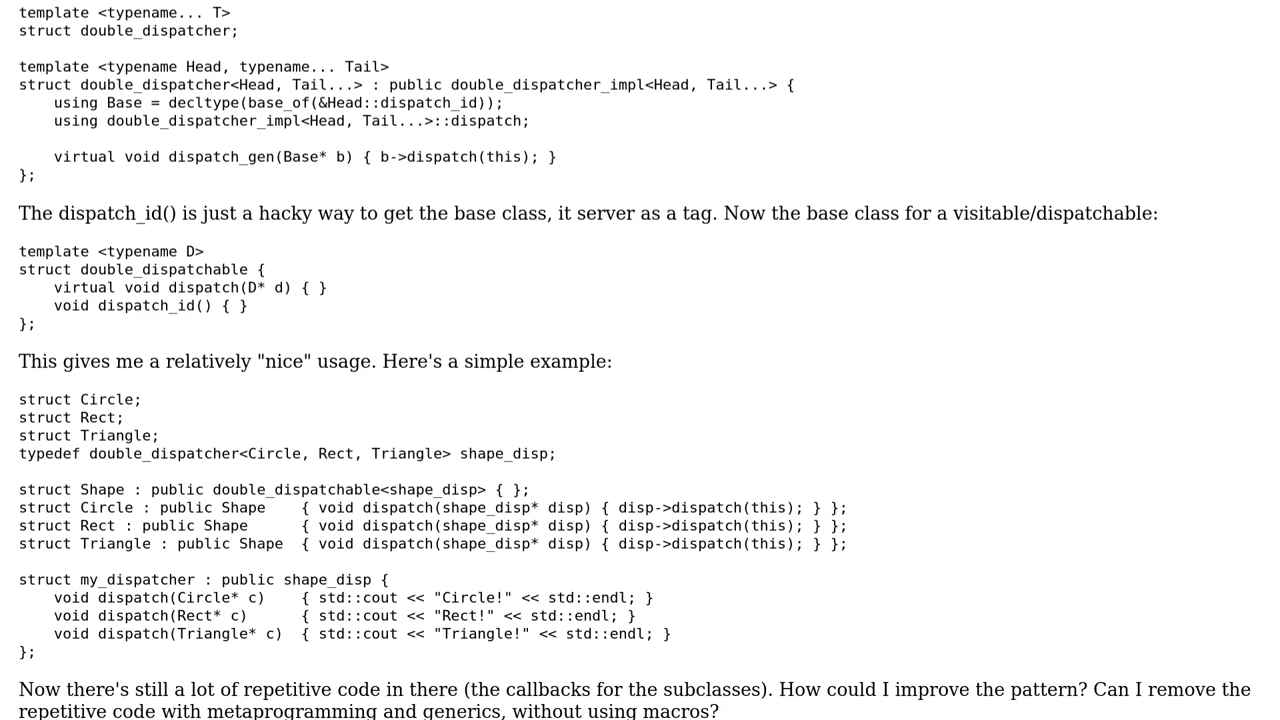 template <typename... T>
struct double_dispatcher;

template <typename Head, typename... Tail>
struct double_dispatcher<Head, Tail...> : public double_dispatcher_impl<Head, Tail...> {
    using Base = decltype(base_of(&Head::dispatch_id));
    using double_dispatcher_impl<Head, Tail...>::dispatch;

    virtual void dispatch_gen(Base* b) { b->dispatch(this); }
};
The dispatch_id() is just a hacky way to get the base class, it server as a tag. Now the base class for a visitable/dispatchable:
template <typename D>
struct double_dispatchable {
    virtual void dispatch(D* d) { }
    void dispatch_id() { }
};
This gives me a relatively "nice" usage. Here's a simple example:
struct Circle;
struct Rect;
struct Triangle;
typedef double_dispatcher<Circle, Rect, Triangle> shape_disp;

struct Shape : public double_dispatchable<shape_disp> { };
struct Circle : public Shape    { void dispatch(shape_disp* disp) { disp->dispatch(this); } };
struct Rect : public Shape      { void dispatch(shape_disp* disp) { disp->dispatch(this); } };
struct Triangle : public Shape  { void dispatch(shape_disp* disp) { disp->dispatch(this); } };

struct my_dispatcher : public shape_disp {
    void dispatch(Circle* c)    { std::cout << "Circle!" << std::endl; }
    void dispatch(Rect* c)      { std::cout << "Rect!" << std::endl; }
    void dispatch(Triangle* c)  { std::cout << "Triangle!" << std::endl; }
};
Now there's still a lot of repetitive code in there (the callbacks for the subclasses). How could I improve the pattern? Can I remove the
repetitive code with metaprogramming and generics, without using macros?